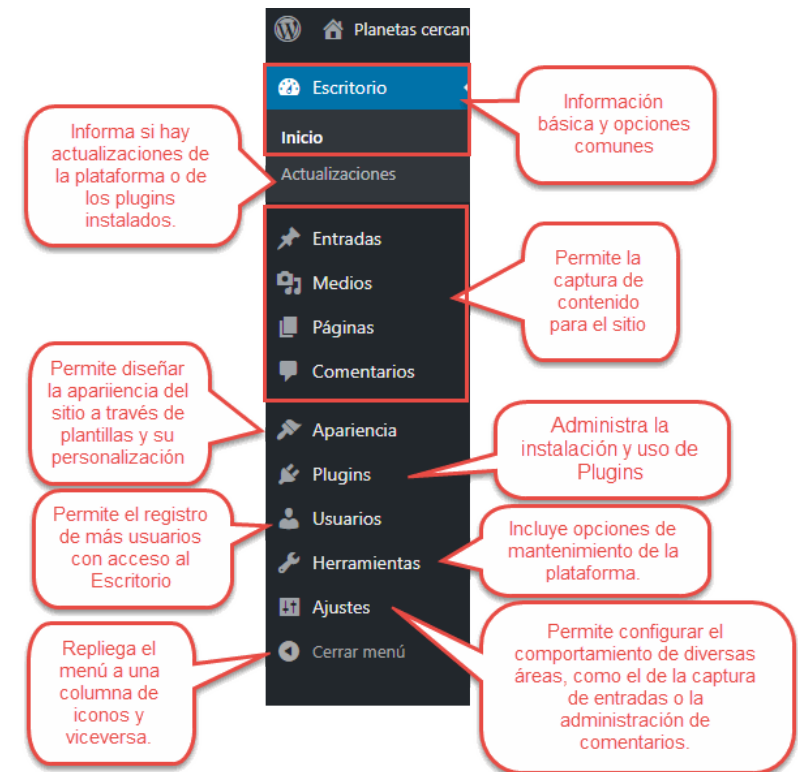 Planetas cercan
Escritorio
Inicio
Actualizaciones
Entradas
Medios
Páginas
Comentarios
Apariencia
Plugins
Usuarios
Herramientas
Ajustes
Cerrar menú
Información
básica y opciones
comunes
Informa si hay
actualizaciones de
la plataforma o de
los plugins
instalados.
Permite la
captura de
contenido
para el sitio
Permite diseñar
la apariiencia del
sitio a través de
plantillas y su
personalización
Administra la
instalación y uso de
Plugins
Permite el registro
de más usuarios
con acceso al
Escritorio
Incluye opciones de
mantenimiento de la
plataforma.
Repliega el
menú a una
columna de
iconos y
viceversa.
Permite configurar el
comportamiento de diversas
áreas, como el de la captura
de entradas o la
administración de
comentarios.